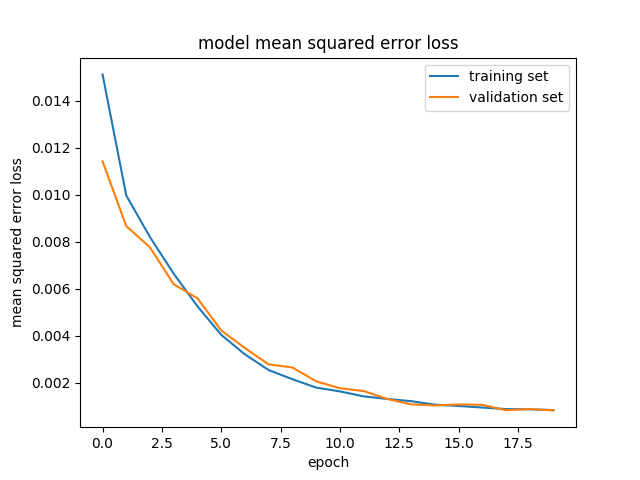 model mean squared error loss
training set
validation set
mean squared error loss
0.014
0.012
0.010
0.008
0.006
0.004
0.002
0.0 2.5 5.0 7.5 10.0 12.5 15.0 17.5
epoch